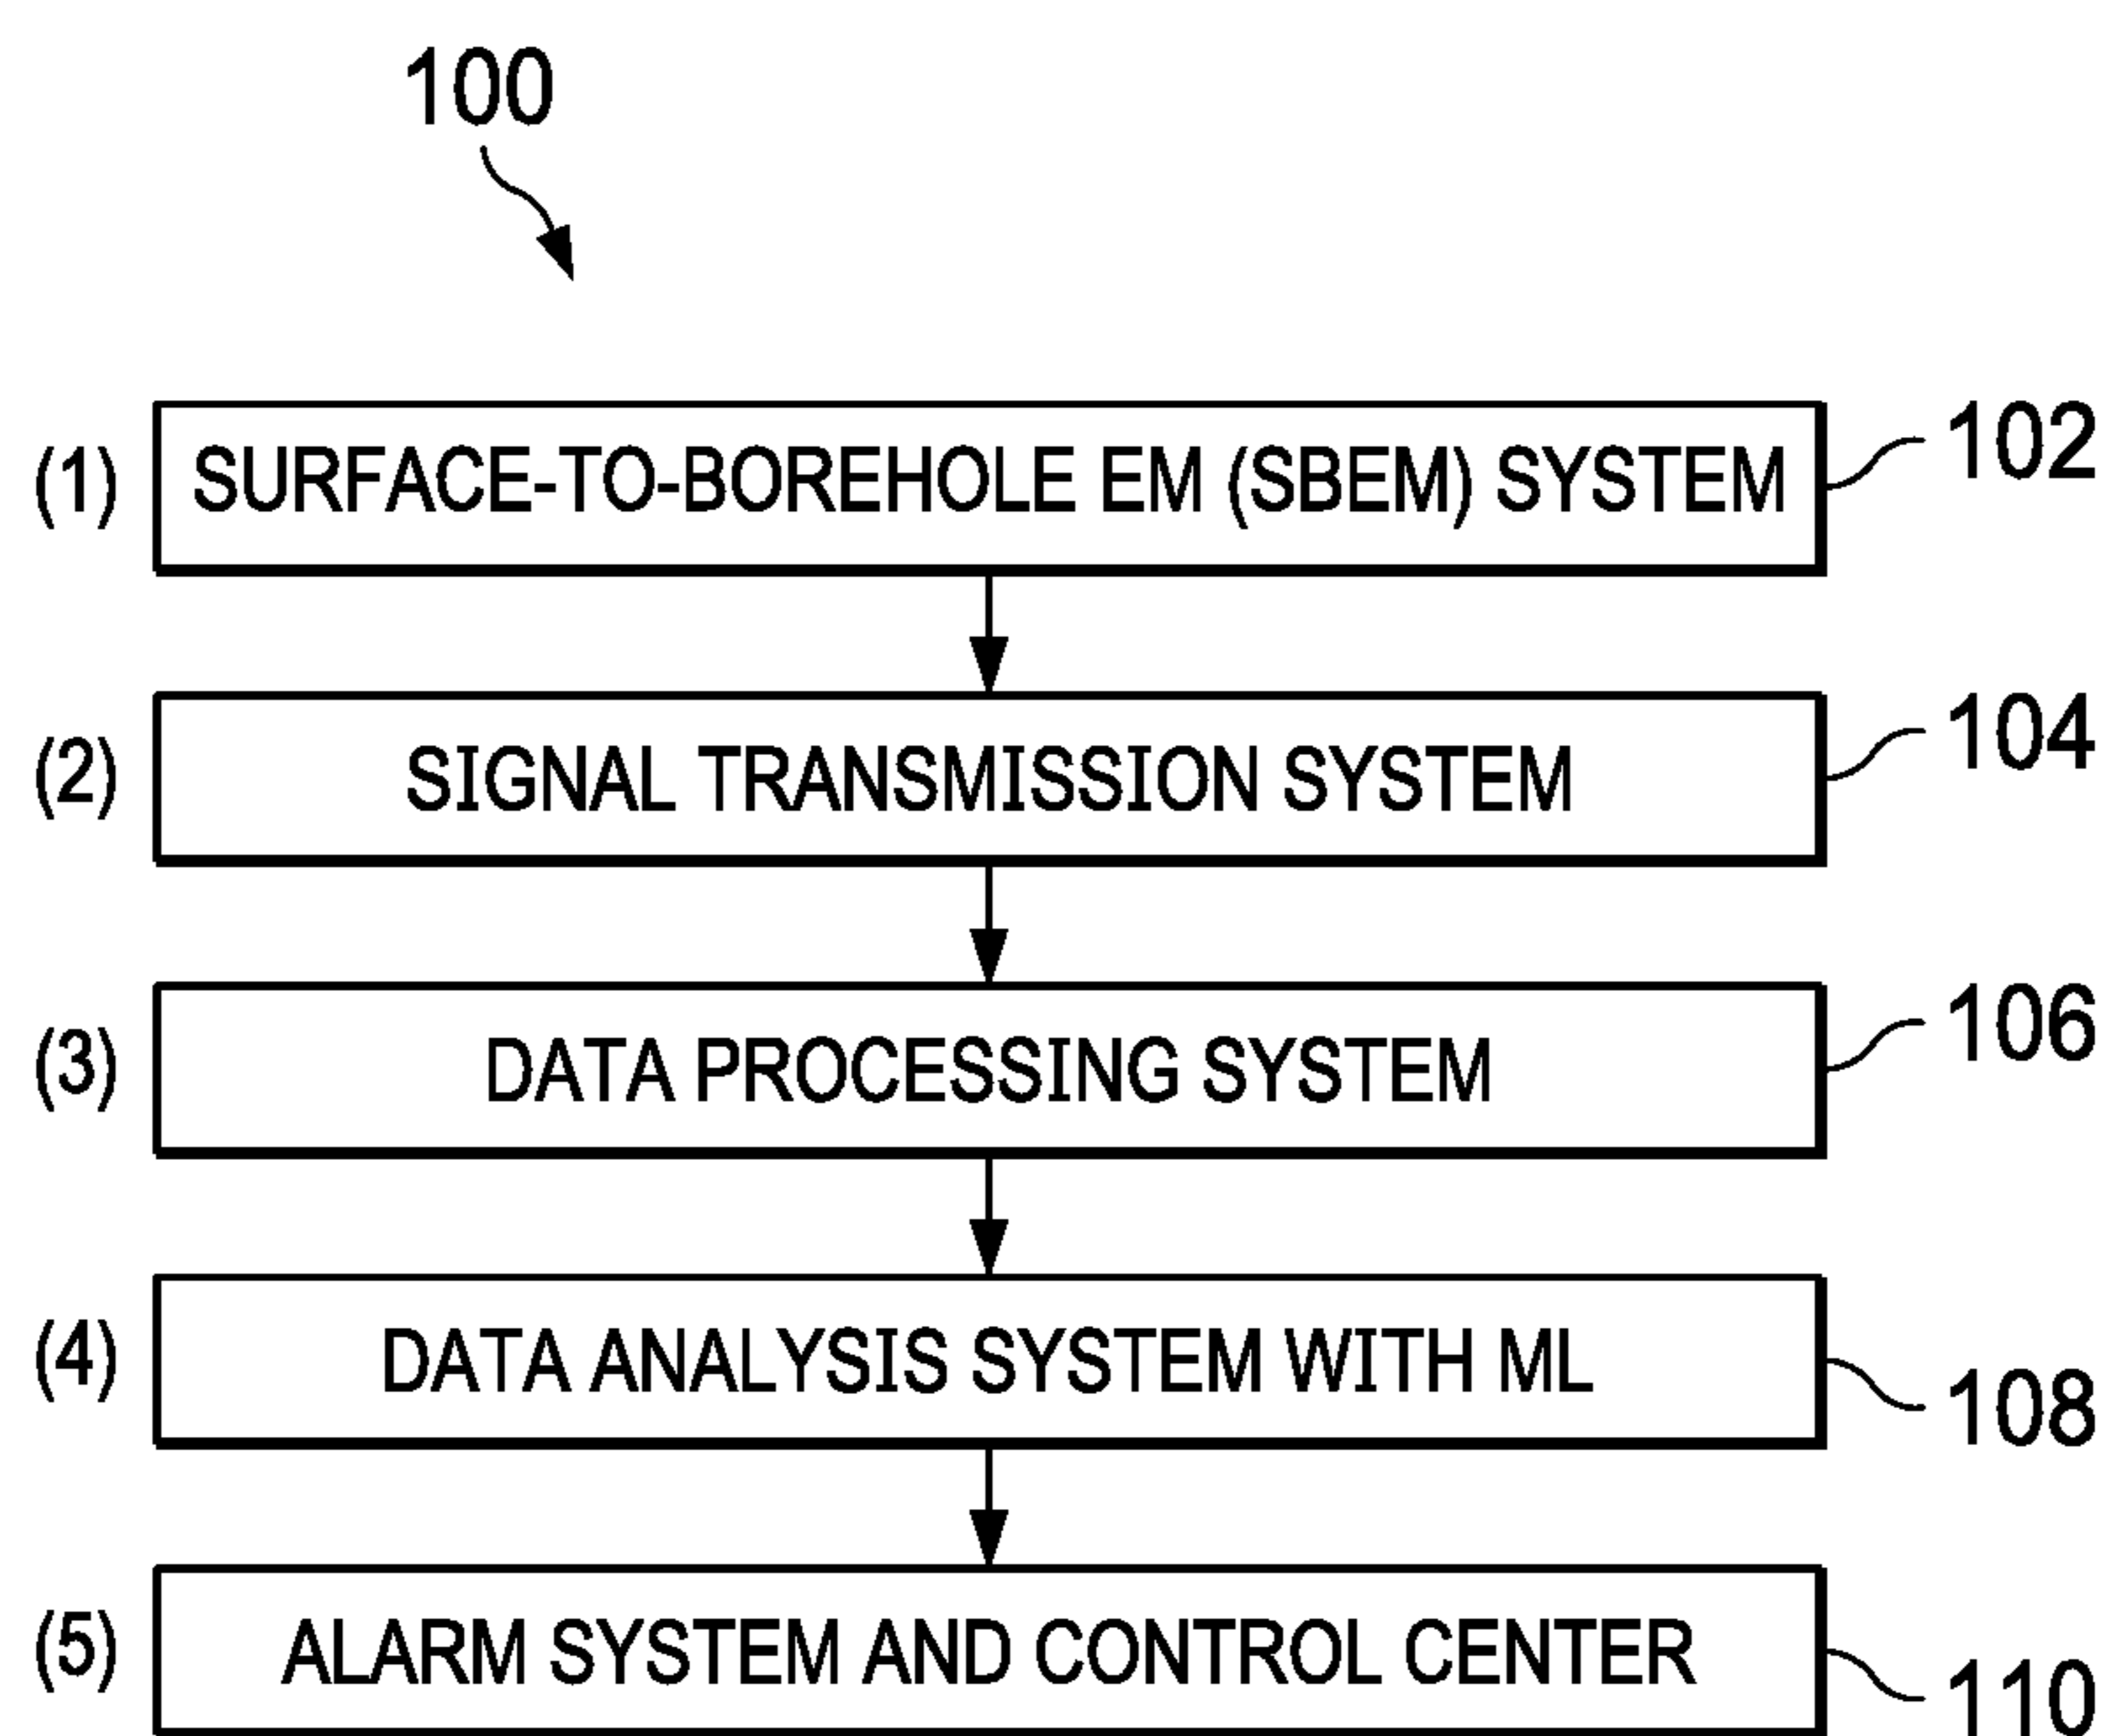 100
(1) SURFACE-TO-BOREHOLE EM (SBEM) SYSTEM 102
(2) SIGNAL TRANSMISSION SYSTEM 104
(3) DATA PROCESSING SYSTEM 106
(4) DATA ANALYSIS SYSTEM WITH ML 108
(5) ALARM SYSTEM AND CONTROL CENTER 110